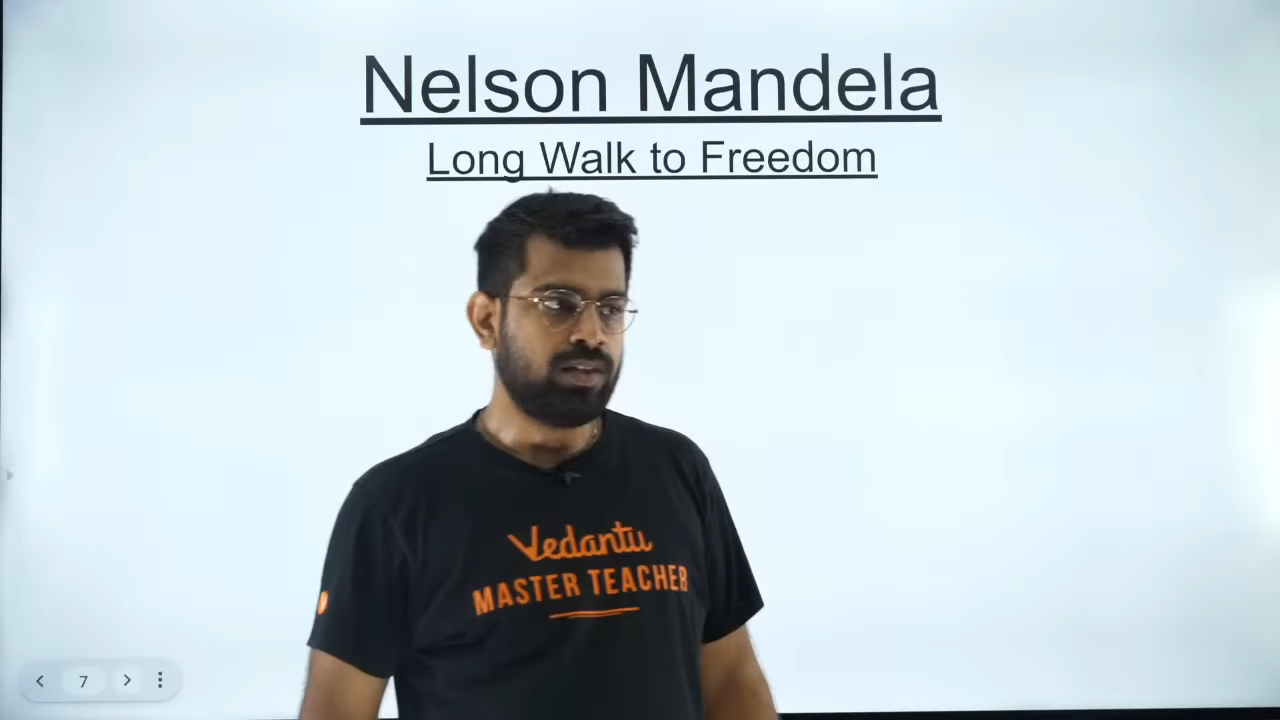 Nelson Mandela
Long Walk to Freedom
Vedantu
MASTER TEACHER
7